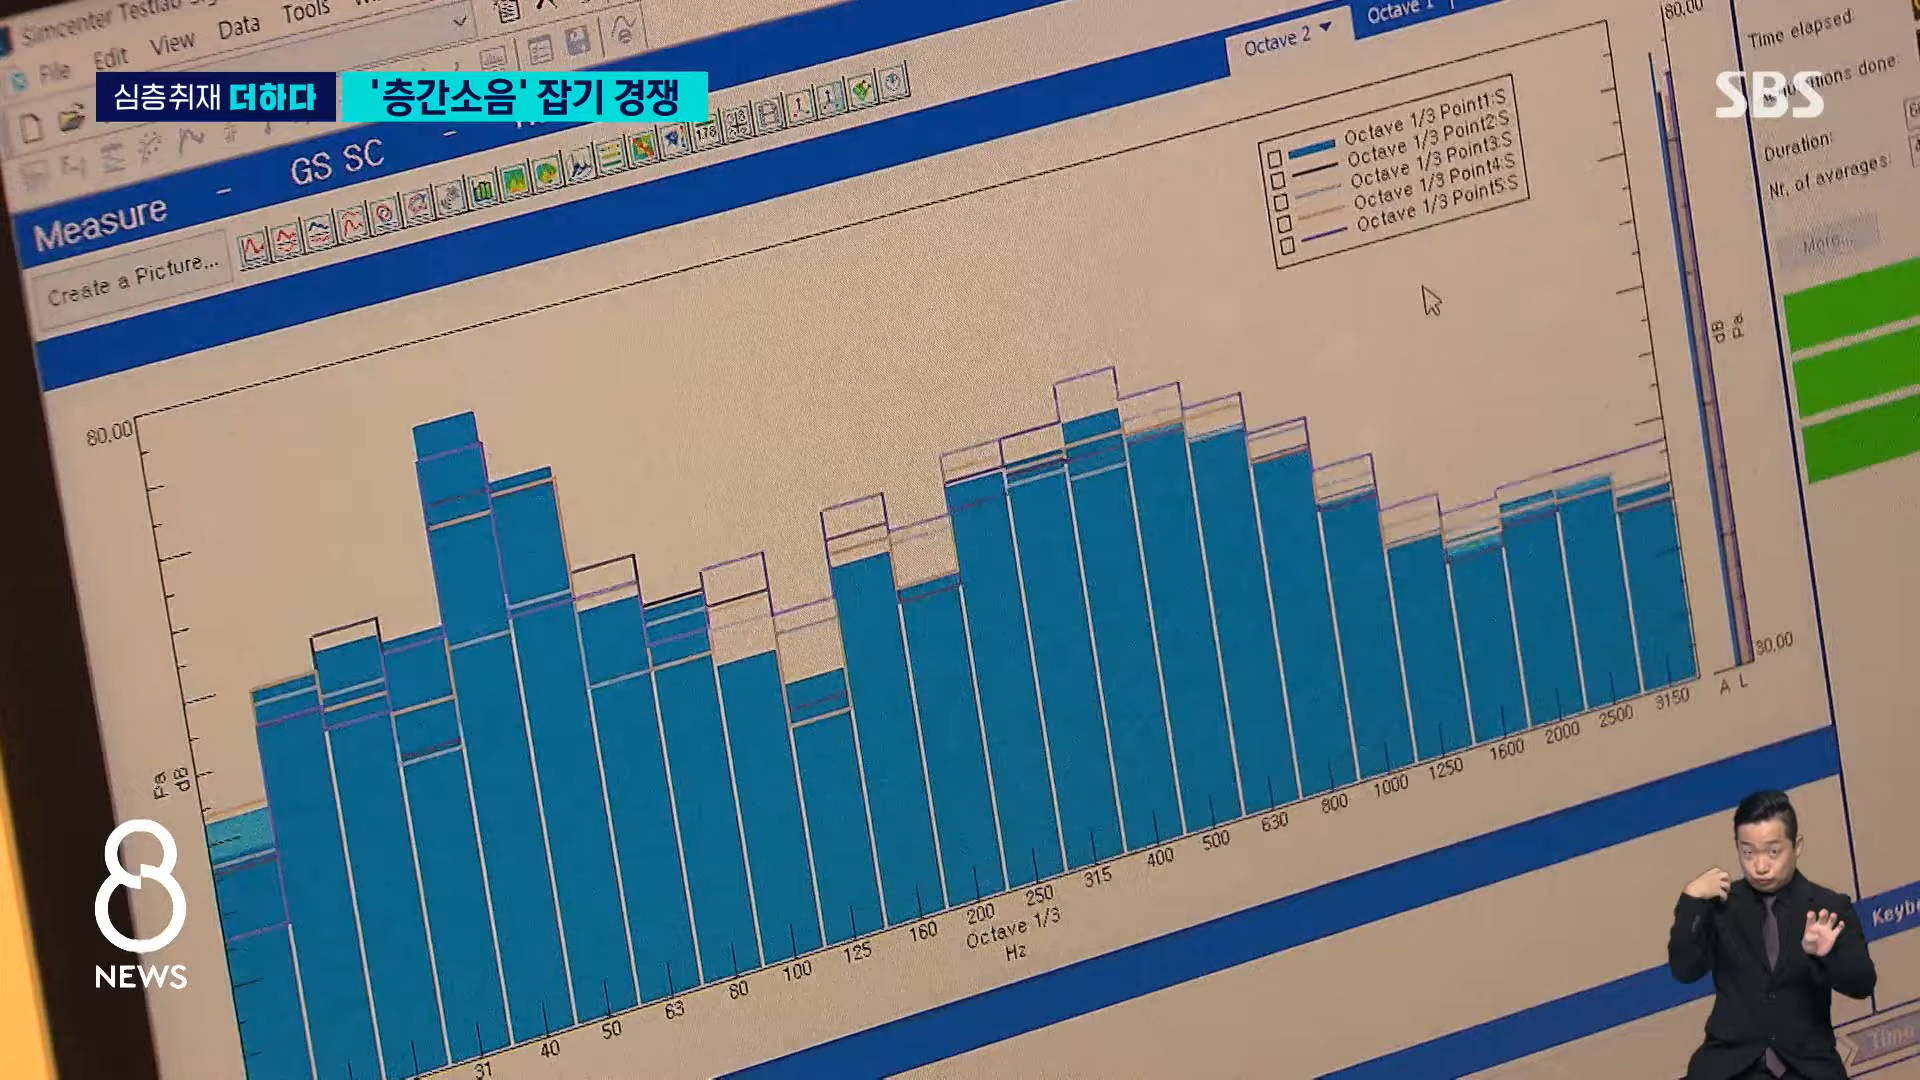 Simcenter Testlab
File Edit View Data Tools
심층취재 더하다
'층간소음' 잡기 경쟁
SBS
GS SC
Measure
Create a Picture...
Octave 2
Octave 1
Octave 1/3 Point1:S
Octave 1/3 Point2:S
Octave 1/3 Point3:S
Octave 1/3 Point4:S
Octave 1/3 Point5:S
80.00
Pa
dB
31 40 50 63 80 100 125 160 200 250 315 400 500 630 800 1000 1250 1600 2000 2500 3150
Octave 1/3
Hz
80.00
dB
Pa
30.00
A L
Time elapsed:
done:
Duration:
Nr. of averages:
More...
Time
8
NEWS